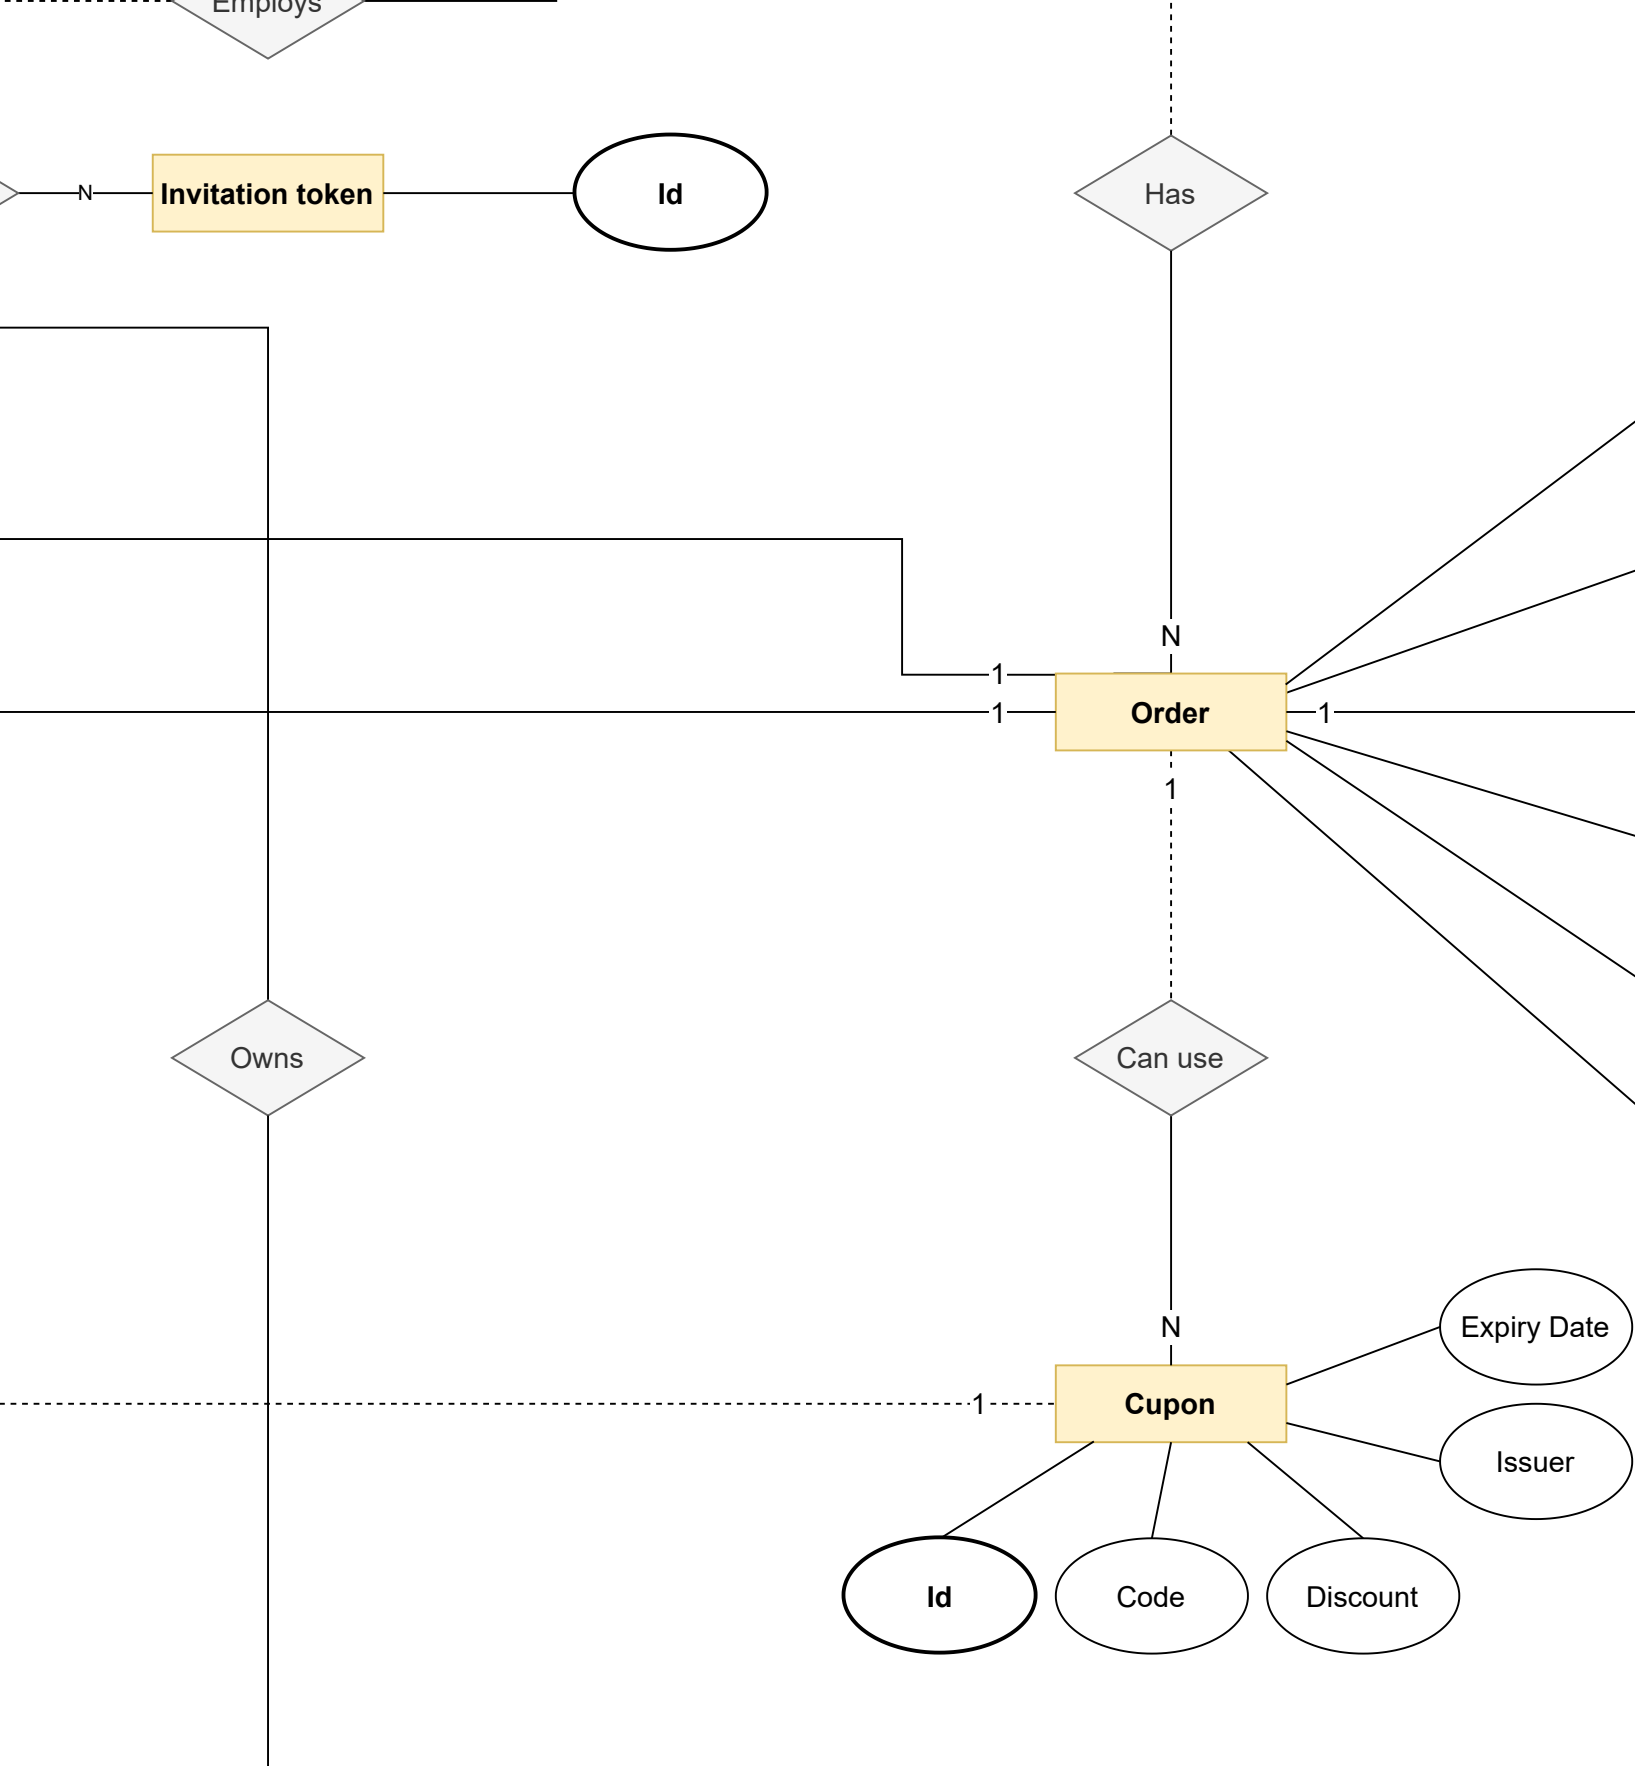 Employs
N
Invitation token
Id
Has
N
1
1
Order
1
1
Owns
Can use
N
Expiry Date
1
Cupon
Issuer
Id
Code
Discount